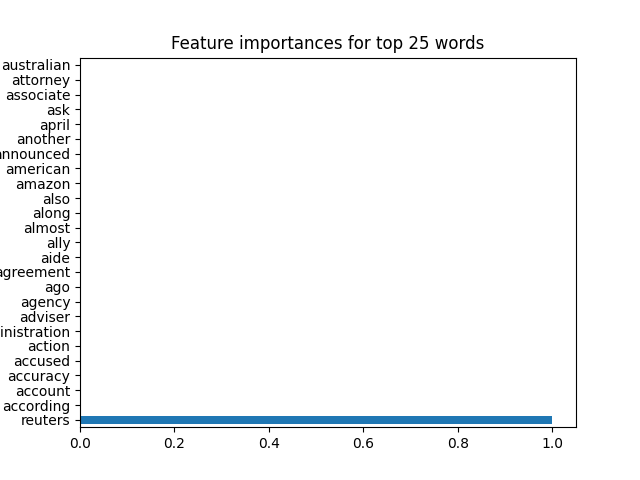 Feature importances for top 25 words
australian
attorney
associate
ask
april
another
nnounced
american
amazon
also
along
almost
ally
aide
agreement
ago
agency
adviser
inistration
action
accused
accuracy
account
according
reuters
0.0 0.2 0.4 0.6 0.8 1.0